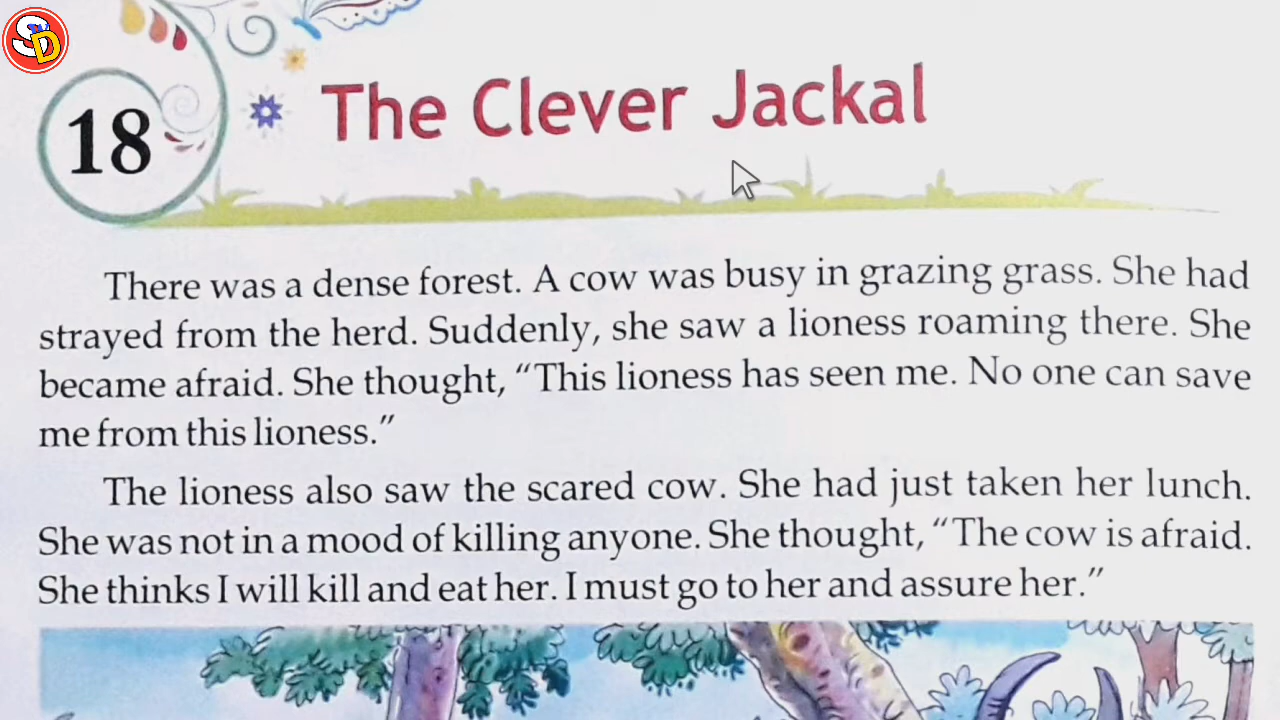 SD
18
The Clever Jackal
There was a dense forest. A cow was busy in grazing grass. She had
strayed from the herd. Suddenly, she saw a lioness roaming there. She
became afraid. She thought, “This lioness has seen me. No one can save
me from this lioness.”
The lioness also saw the scared cow. She had just taken her lunch.
She was not in a mood of killing anyone. She thought, “The cow is afraid.
She thinks I will kill and eat her. I must go to her and assure her.”